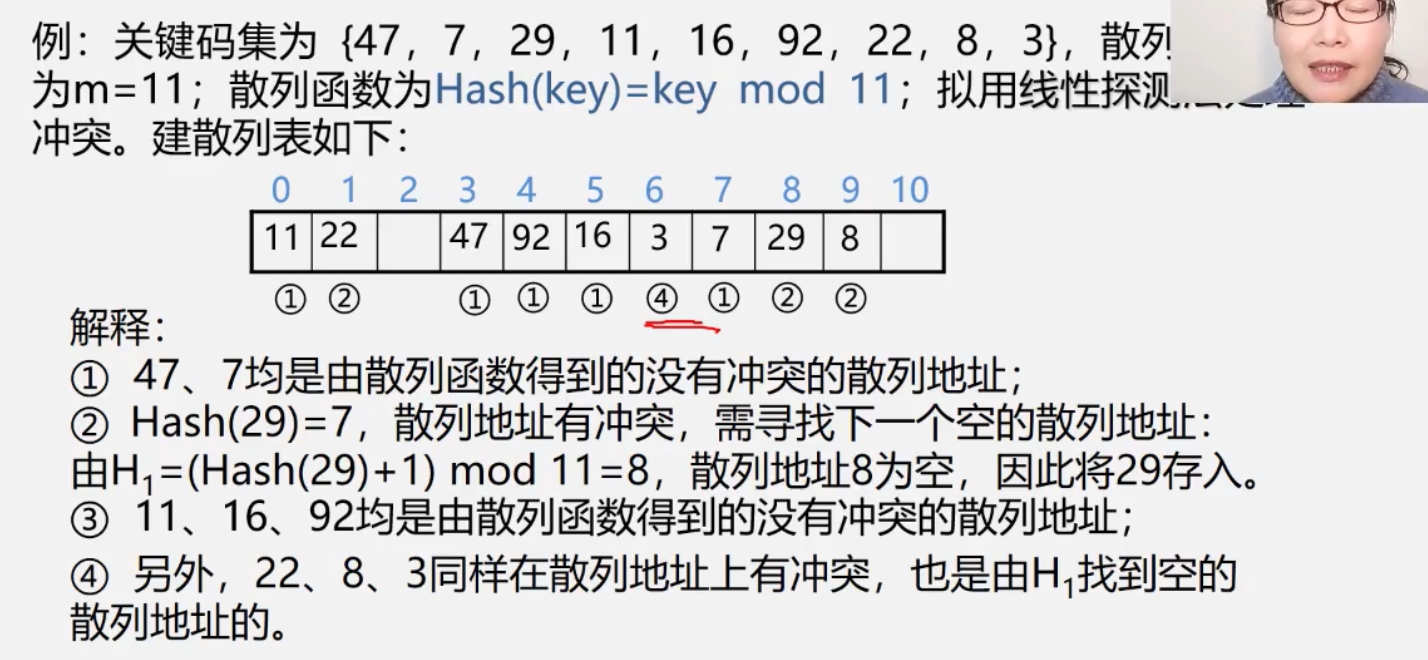 例：关键码集为 {47，7，29，11，16，92，22，8，3}，散列
为m=11；散列函数为Hash(key)=key mod 11；拟用线性探测
冲突。建散列表如下：
0 1 2 3 4 5 6 7 8 9 10
11 22 47 92 16 3 7 29 8
① ② ① ① ① ④ ① ② ②
解释：
① 47、7均是由散列函数得到的没有冲突的散列地址；
② Hash(29)=7，散列地址有冲突，需寻找下一个空的散列地址：
由H₁=(Hash(29)+1) mod 11=8，散列地址8为空，因此将29存入。
③ 11、16、92均是由散列函数得到的没有冲突的散列地址；
④ 另外，22、8、3同样在散列地址上有冲突，也是由H₁找到空的
散列地址的。